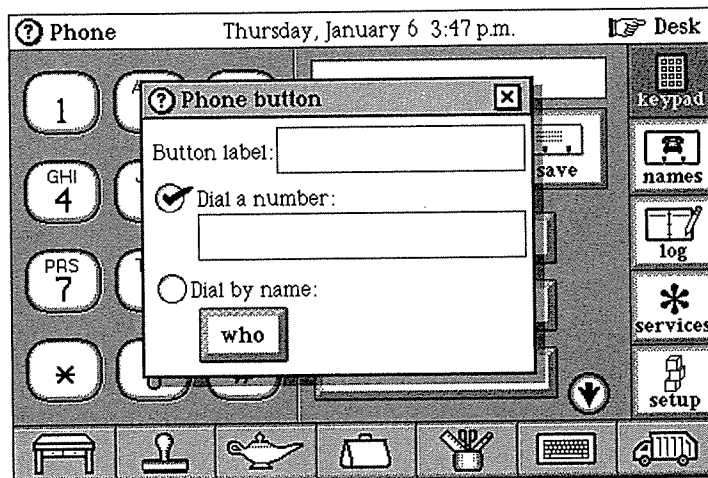 ? Phone Thursday, January 6 3:47 p.m. Desk
1
? Phone button X
keypad
Button label:
save
names
GHI
4
Dial a number:
log
PRS
7
Dial by name:
who
services
*
setup